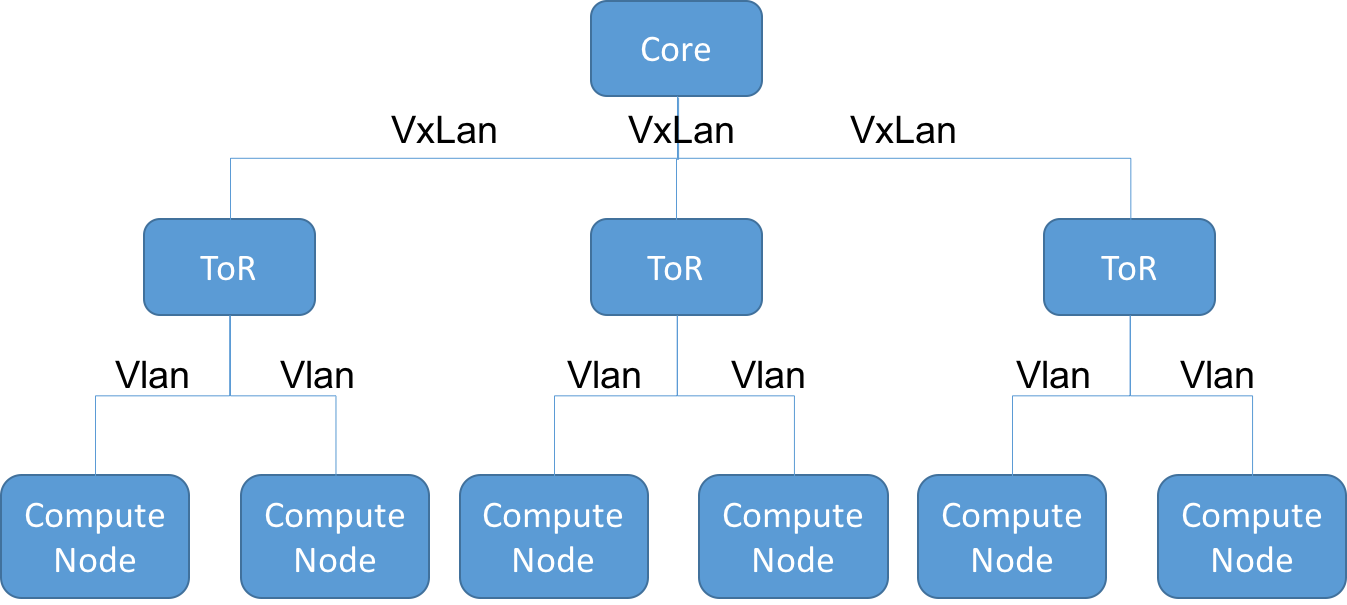 Core
VxLan VxLan VxLan
ToR ToR ToR
Vlan Vlan Vlan Vlan Vlan Vlan
Compute Node
Compute Node
Compute Node
Compute Node
Compute Node
Compute Node